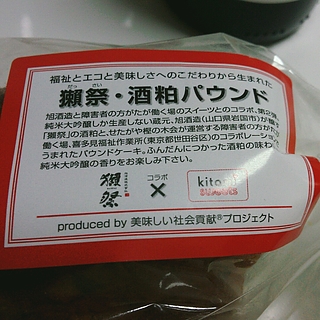 福祉とエコと美味しさへのこだわりから生まれた
だっさい
獺祭・酒粕パウンド
旭酒造と障害者の方がたが働く場のスイーツとのコラボ、第2弾。
純米大吟醸しか生産しない蔵元、旭酒造(山口県岩国市)が
「獺祭」の酒粕と、せたがや樫の木会が運営する障害者の方が
働く場、喜多見福祉作業所(東京都世田谷区)のコラボレーション
うまれたパウンドケーキ。ふんだんにつかった酒粕の味わ
純米大吟醸の香りをお楽しみ下さい。
獺祭
コラボ
×
kita
produced by 美味しい社会貢献®プロジェクト